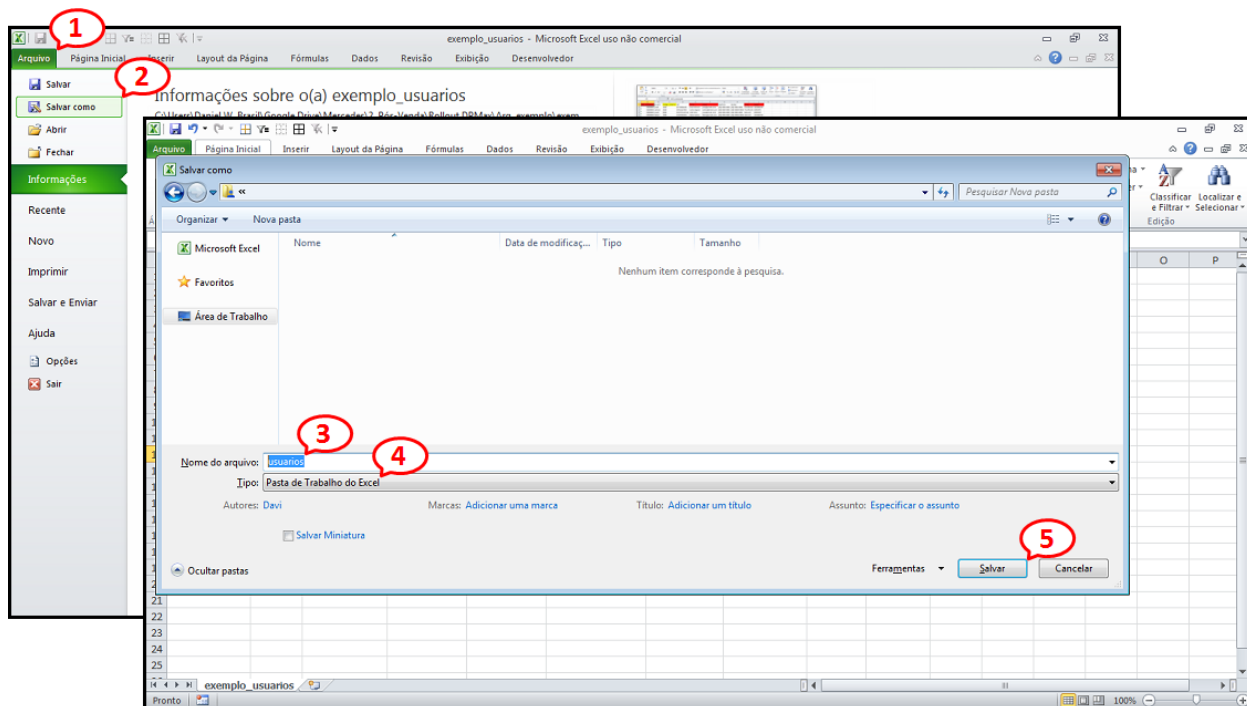 1
exemplo_usuarios - Microsoft Excel uso não comercial
Arquivo Página Inicial Inserir Layout da Página Fórmulas Dados Revisão Exibição Desenvolvedor
2
Salvar
Informações sobre o(a) exemplo_usuarios
Salvar como
Abrir
exemplo_usuarios - Microsoft Excel uso não comercial
Fechar
Arquivo Página Inicial Inserir Layout da Página Fórmulas Dados Revisão Exibição Desenvolvedor
Informações
Recente
Novo
Imprimir
Salvar e Enviar
Ajuda
Opções
Sair
Salvar como
Pesquisar Nova pasta
Classificar e Filtrar
Localizar e Selecionar
Edição
Organizar Nova pasta
Microsoft Excel
Nome Data de modificaç... Tipo Tamanho
Nenhum item corresponde à pesquisa.
Favoritos
Área de Trabalho
O P
3
4
Nome do arquivo: usuarios
Tipo: Pasta de Trabalho do Excel
Autores: Davi Marcas: Adicionar uma marca Título: Adicionar um título Assunto: Especificar o assunto
Salvar Miniatura
5
Ocultar pastas
Ferramentas Salvar Cancelar
21
22
23
24
25
exemplo_usuarios
Pronto 100%